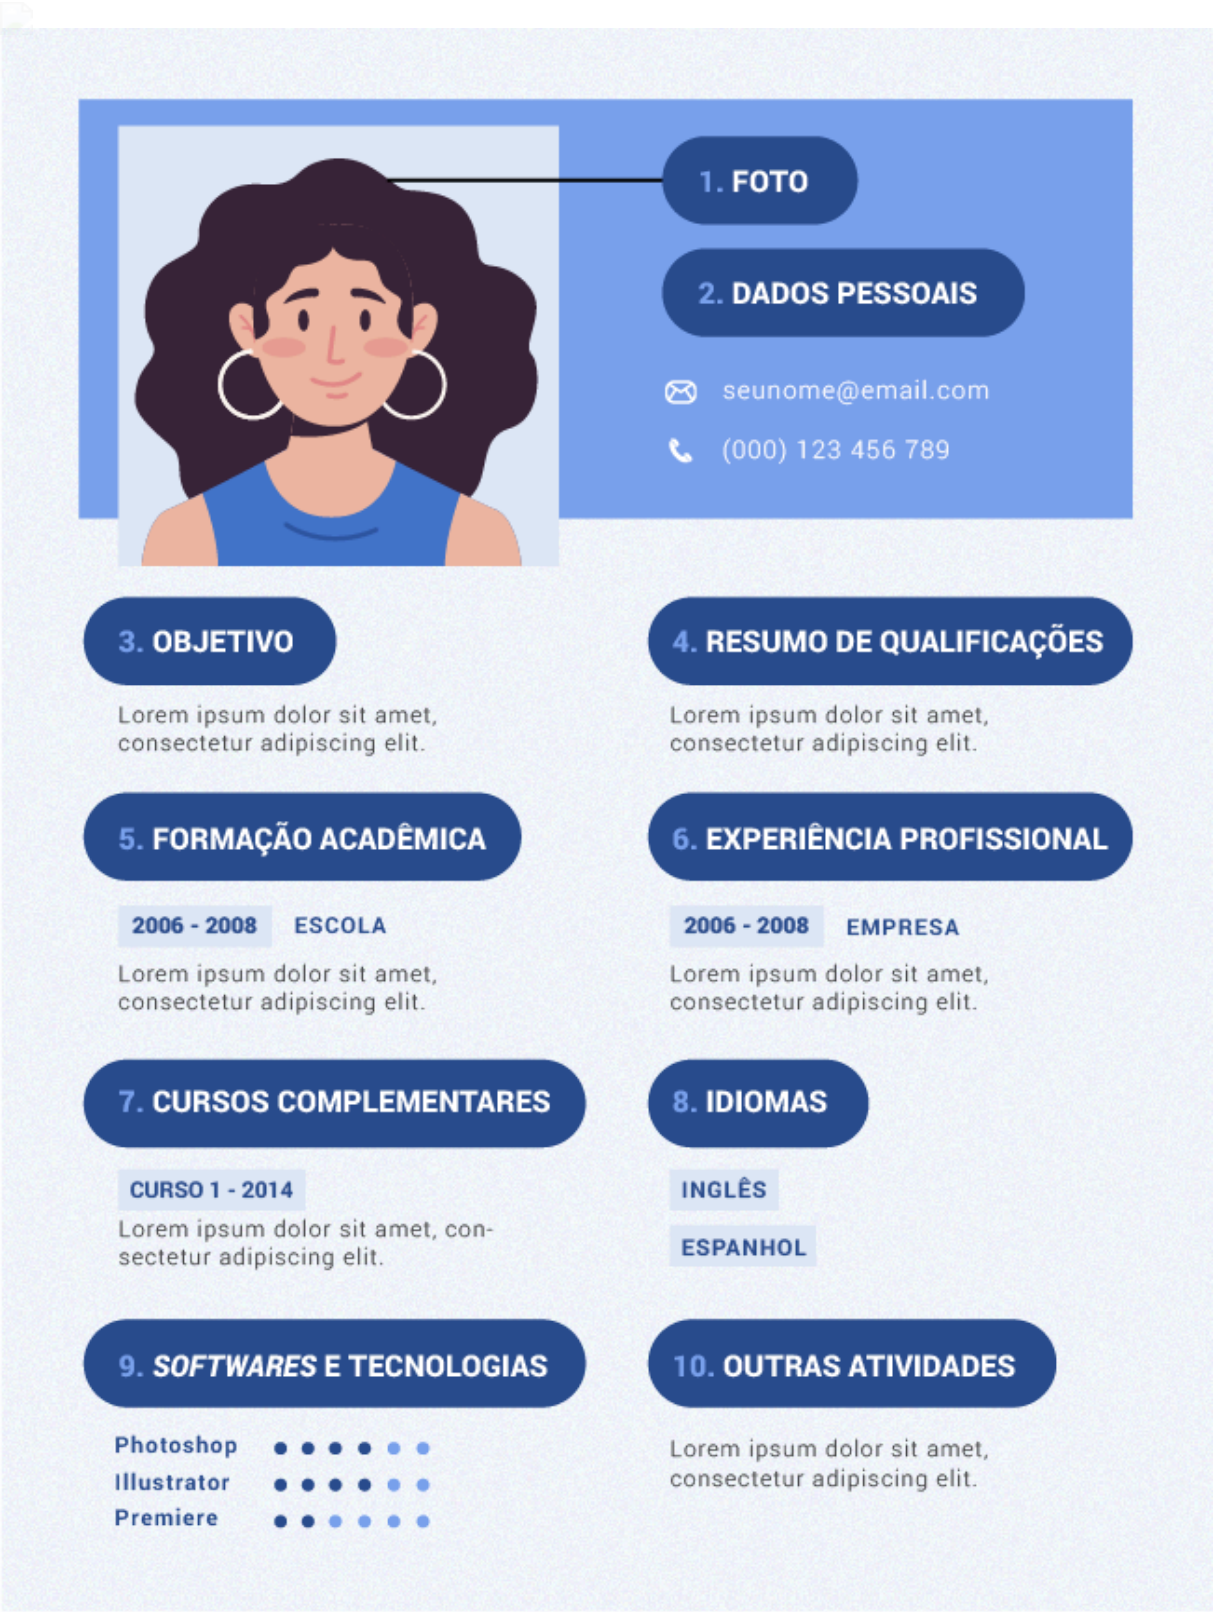 1. FOTO
2. DADOS PESSOAIS
seunome@email.com
(000) 123 456 789
3. OBJETIVO
Lorem ipsum dolor sit amet,
consectetur adipiscing elit.
4. RESUMO DE QUALIFICAÇÕES
Lorem ipsum dolor sit amet,
consectetur adipiscing elit.
5. FORMAÇÃO ACADÊMICA
2006 - 2008 ESCOLA
Lorem ipsum dolor sit amet,
consectetur adipiscing elit.
6. EXPERIÊNCIA PROFISSIONAL
2006 - 2008 EMPRESA
Lorem ipsum dolor sit amet,
consectetur adipiscing elit.
7. CURSOS COMPLEMENTARES
CURSO 1 - 2014
Lorem ipsum dolor sit amet, con-
sectetur adipiscing elit.
8. IDIOMAS
INGLÊS
ESPANHOL
9. SOFTWARES E TECNOLOGIAS
Photoshop
Illustrator
Premiere
10. OUTRAS ATIVIDADES
Lorem ipsum dolor sit amet,
consectetur adipiscing elit.